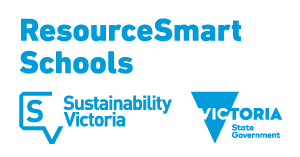 ResourceSmart
Schools
S
Sustainability
Victoria
VICTORIA
State
Government